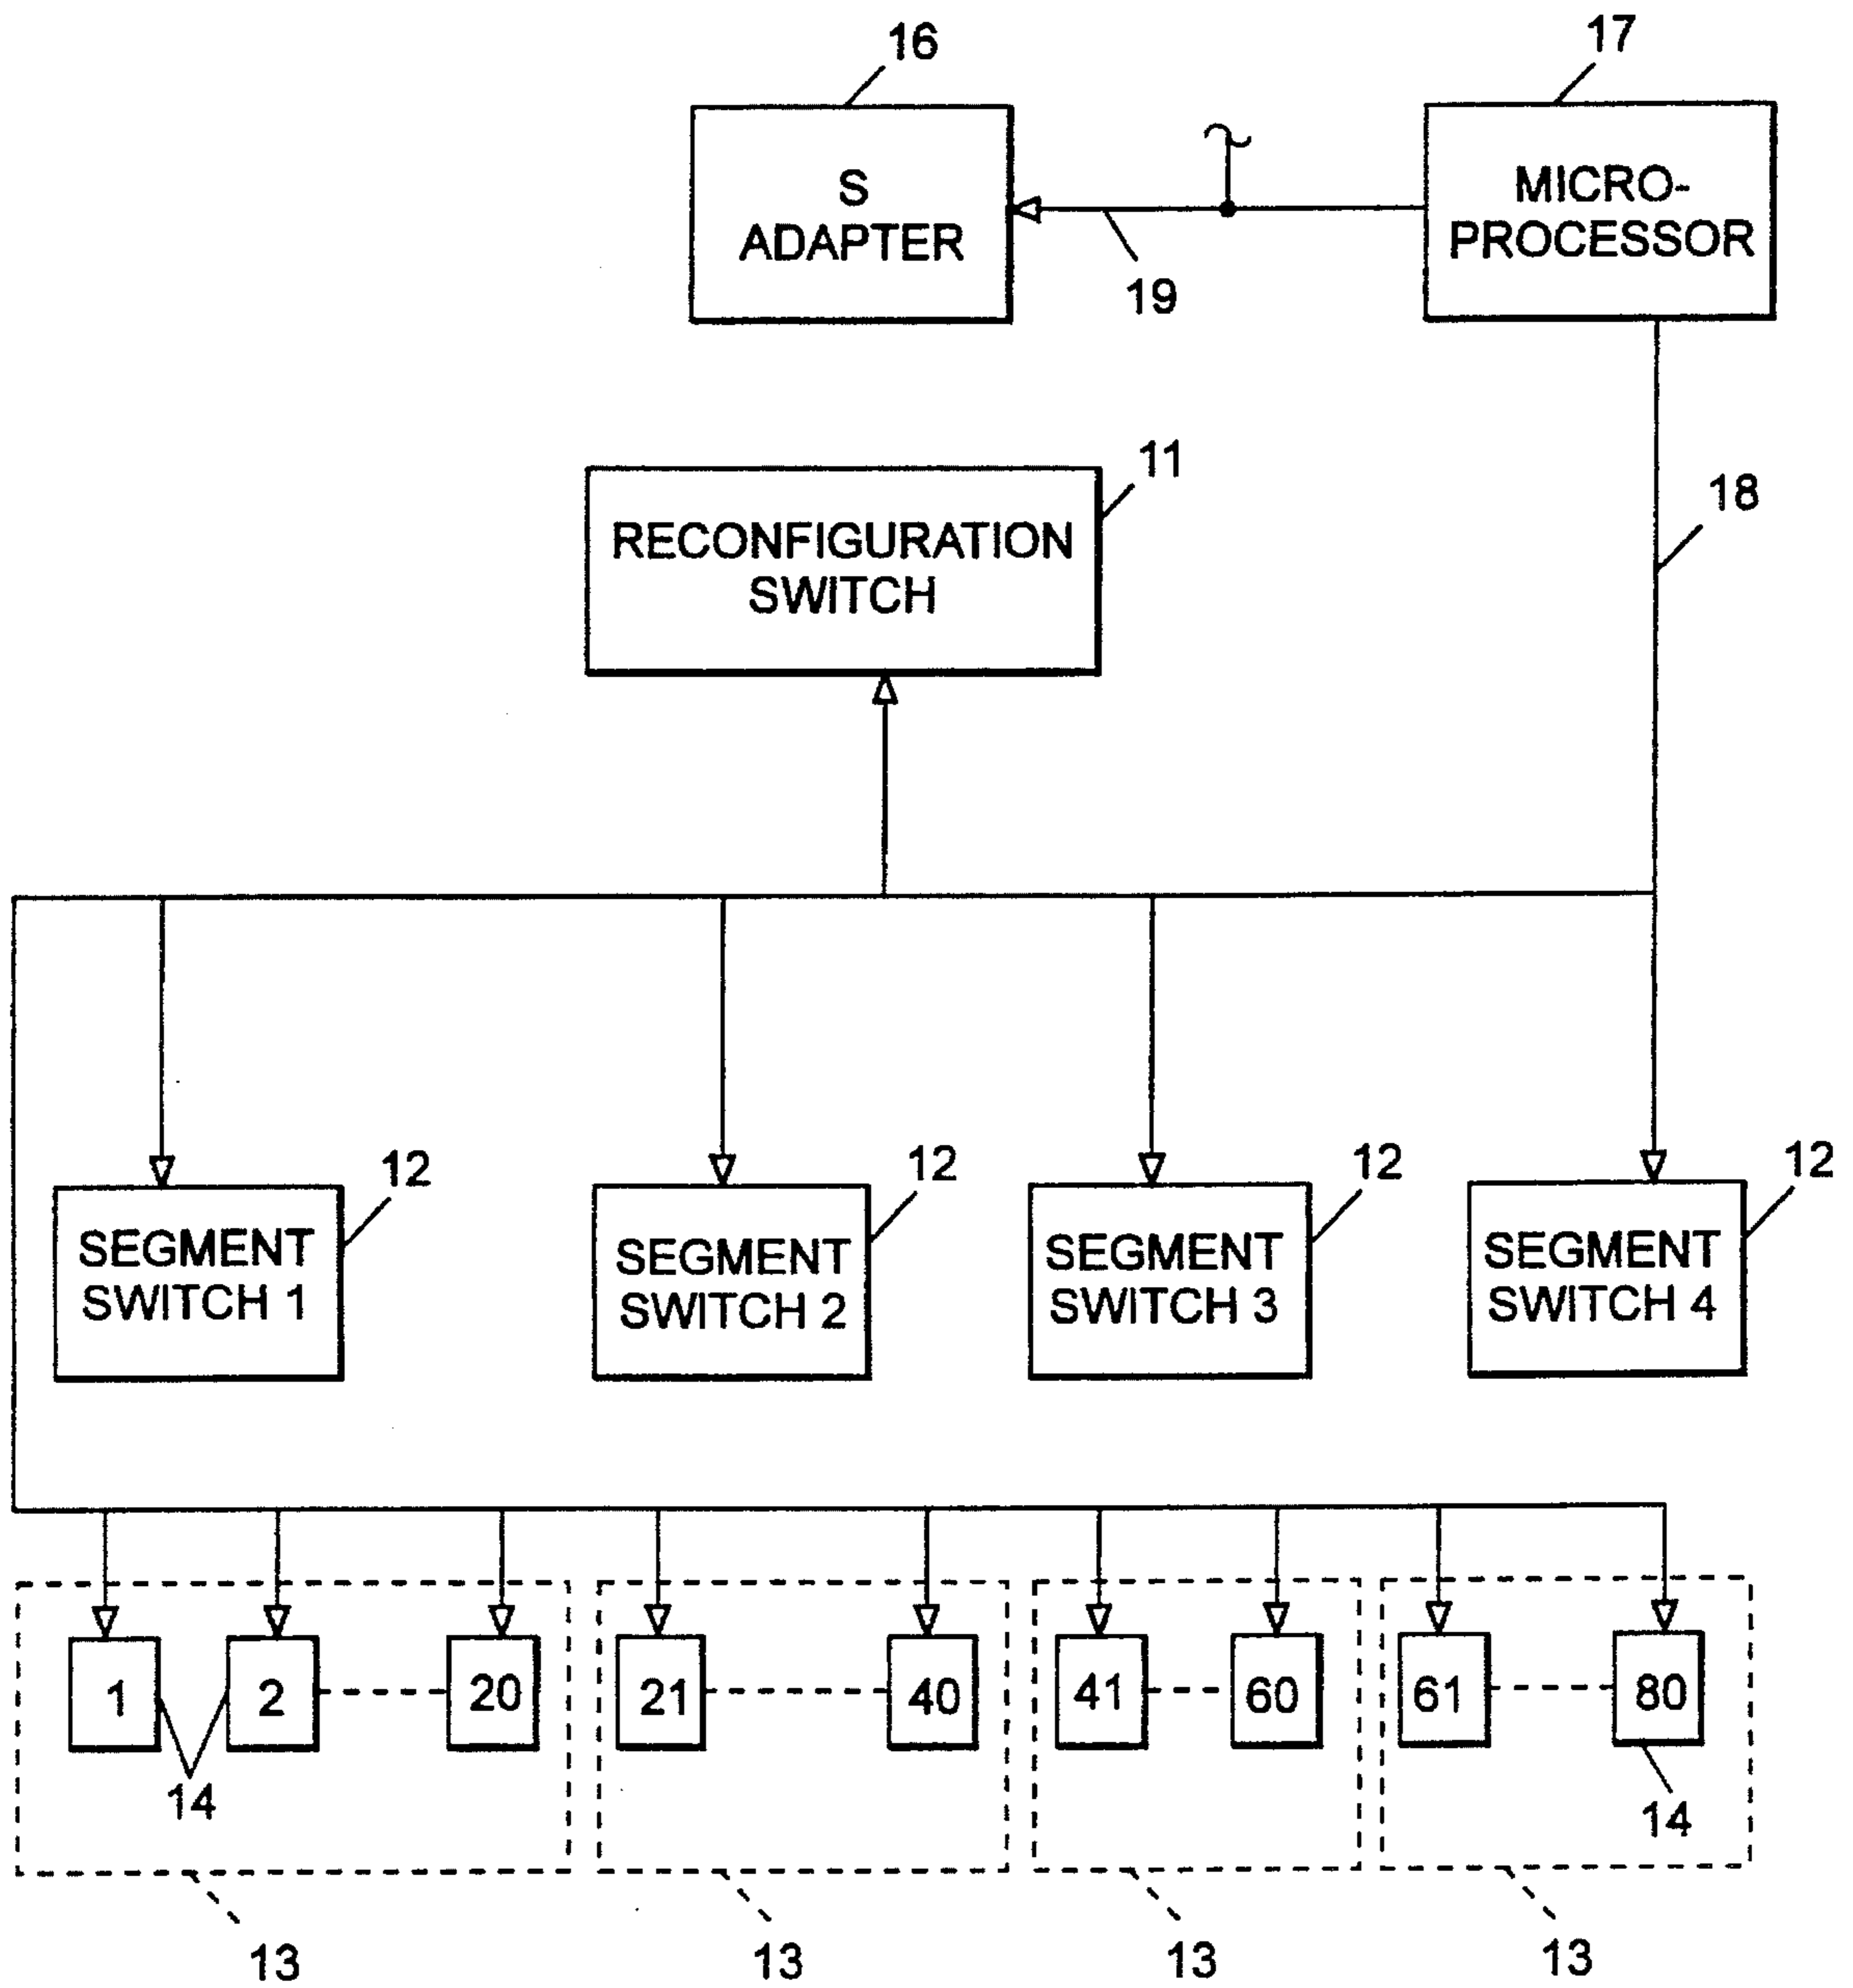 16
17
S
ADAPTER
MICRO-
PROCESSOR
19
11
18
RECONFIGURATION
SWITCH
12
12
12
12
SEGMENT
SWITCH 1
SEGMENT
SWITCH 2
SEGMENT
SWITCH 3
SEGMENT
SWITCH 4
1
2
20
21
40
41
60
61
80
14
14
13
13
13
13